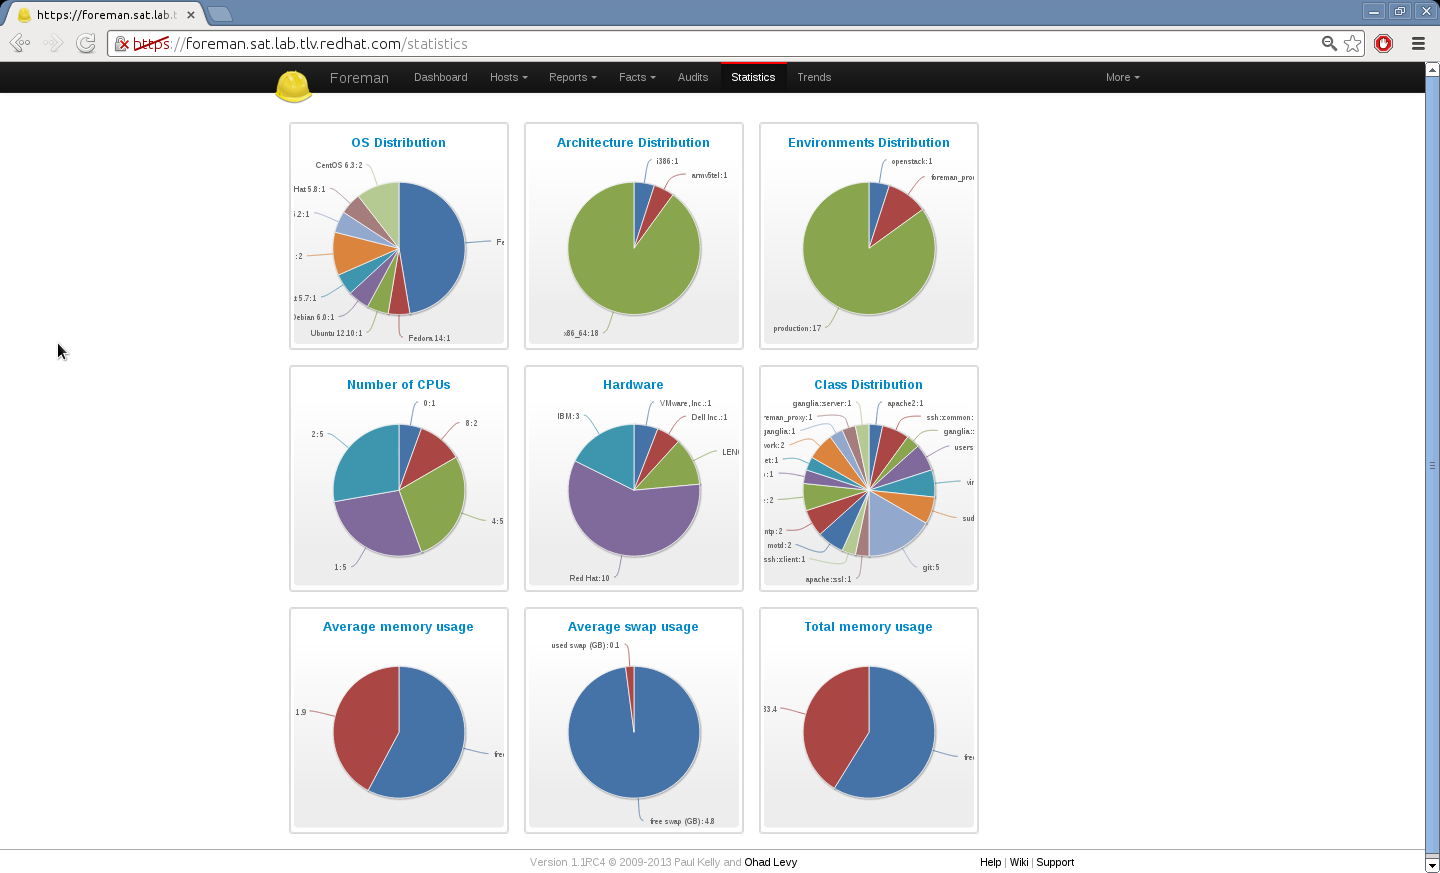 https://foreman.sat.lab.t
https://foreman.sat.lab.tlv.redhat.com/statistics
Foreman Dashboard Hosts Reports Facts Audits Statistics Trends More
OS Distribution
CentOS 6.3:2
Hat 5.8:1
.2:1
:2
5.7:1
Debian 6.0:1
Ubuntu 12.10:1
Fedora 14:1
Fe
Architecture Distribution
i386:1
armv5tel:1
x86_64:18
Environments Distribution
openstack:1
foreman_pro
production:17
Number of CPUs
0:1
8:2
2:5
4:5
1:5
Hardware
VMware, Inc.:1
IBM:3
Dell Inc.:1
LEN
Red Hat:10
Class Distribution
ganglia::server:1
apache2:1
reman_proxy:1
ssh::common:
ganglia:1
ganglia::
work:2
users
et:1
:1
vir
:2
sud
ntp:2
motd:2
ssh::client:1
git:5
apache::ssl:1
Average memory usage
1.9
free
Average swap usage
used swap (GB):0.1
free swap (GB):4.8
Total memory usage
33.4
free
Version 1.1RC4 © 2009-2013 Paul Kelly and Ohad Levy
Help | Wiki | Support